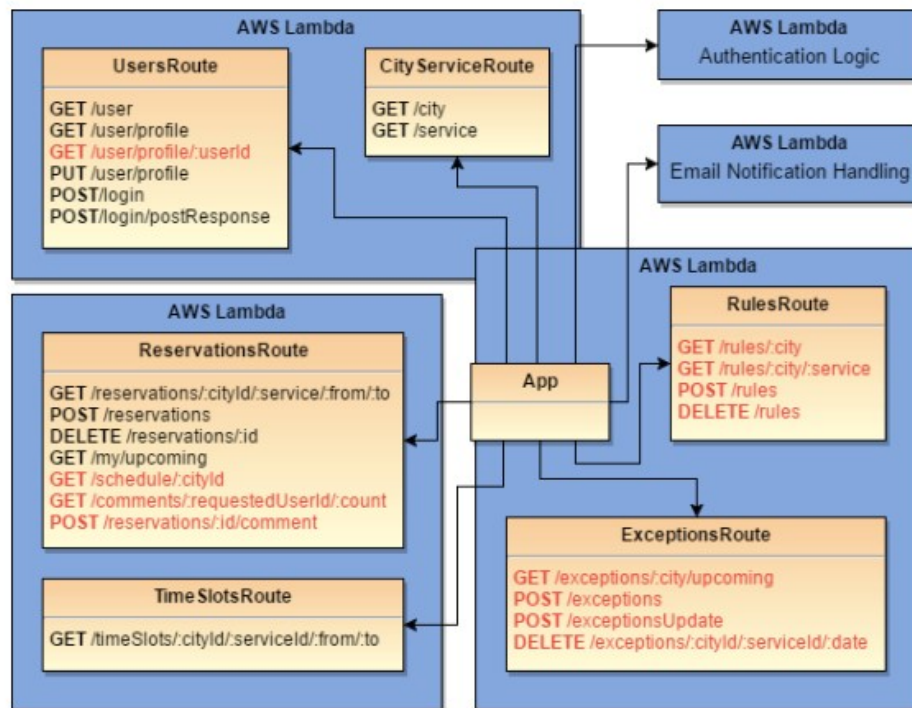 AWS Lambda
UsersRoute
GET /user
GET /user/profile
GET /user/profile/:userId
PUT /user/profile
POST/login
POST/login/postResponse
CityServiceRoute
GET /city
GET /service
AWS Lambda
Authentication Logic
AWS Lambda
Email Notification Handling
AWS Lambda
ReservationsRoute
GET /reservations/:cityId/:service/:from/:to
POST /reservations
DELETE /reservations/:id
GET /my/upcoming
GET /schedule/:cityId
GET /comments/:requestedUserId/:count
POST /reservations/:id/comment
TimeSlotsRoute
GET /timeSlots/:cityId/:serviceId/:from/:to
App
AWS Lambda
RulesRoute
GET /rules/:city
GET /rules/:city/:service
POST /rules
DELETE /rules
ExceptionsRoute
GET /exceptions/:city/upcoming
POST /exceptions
POST /exceptionsUpdate
DELETE /exceptions/:cityId/:serviceId/:date